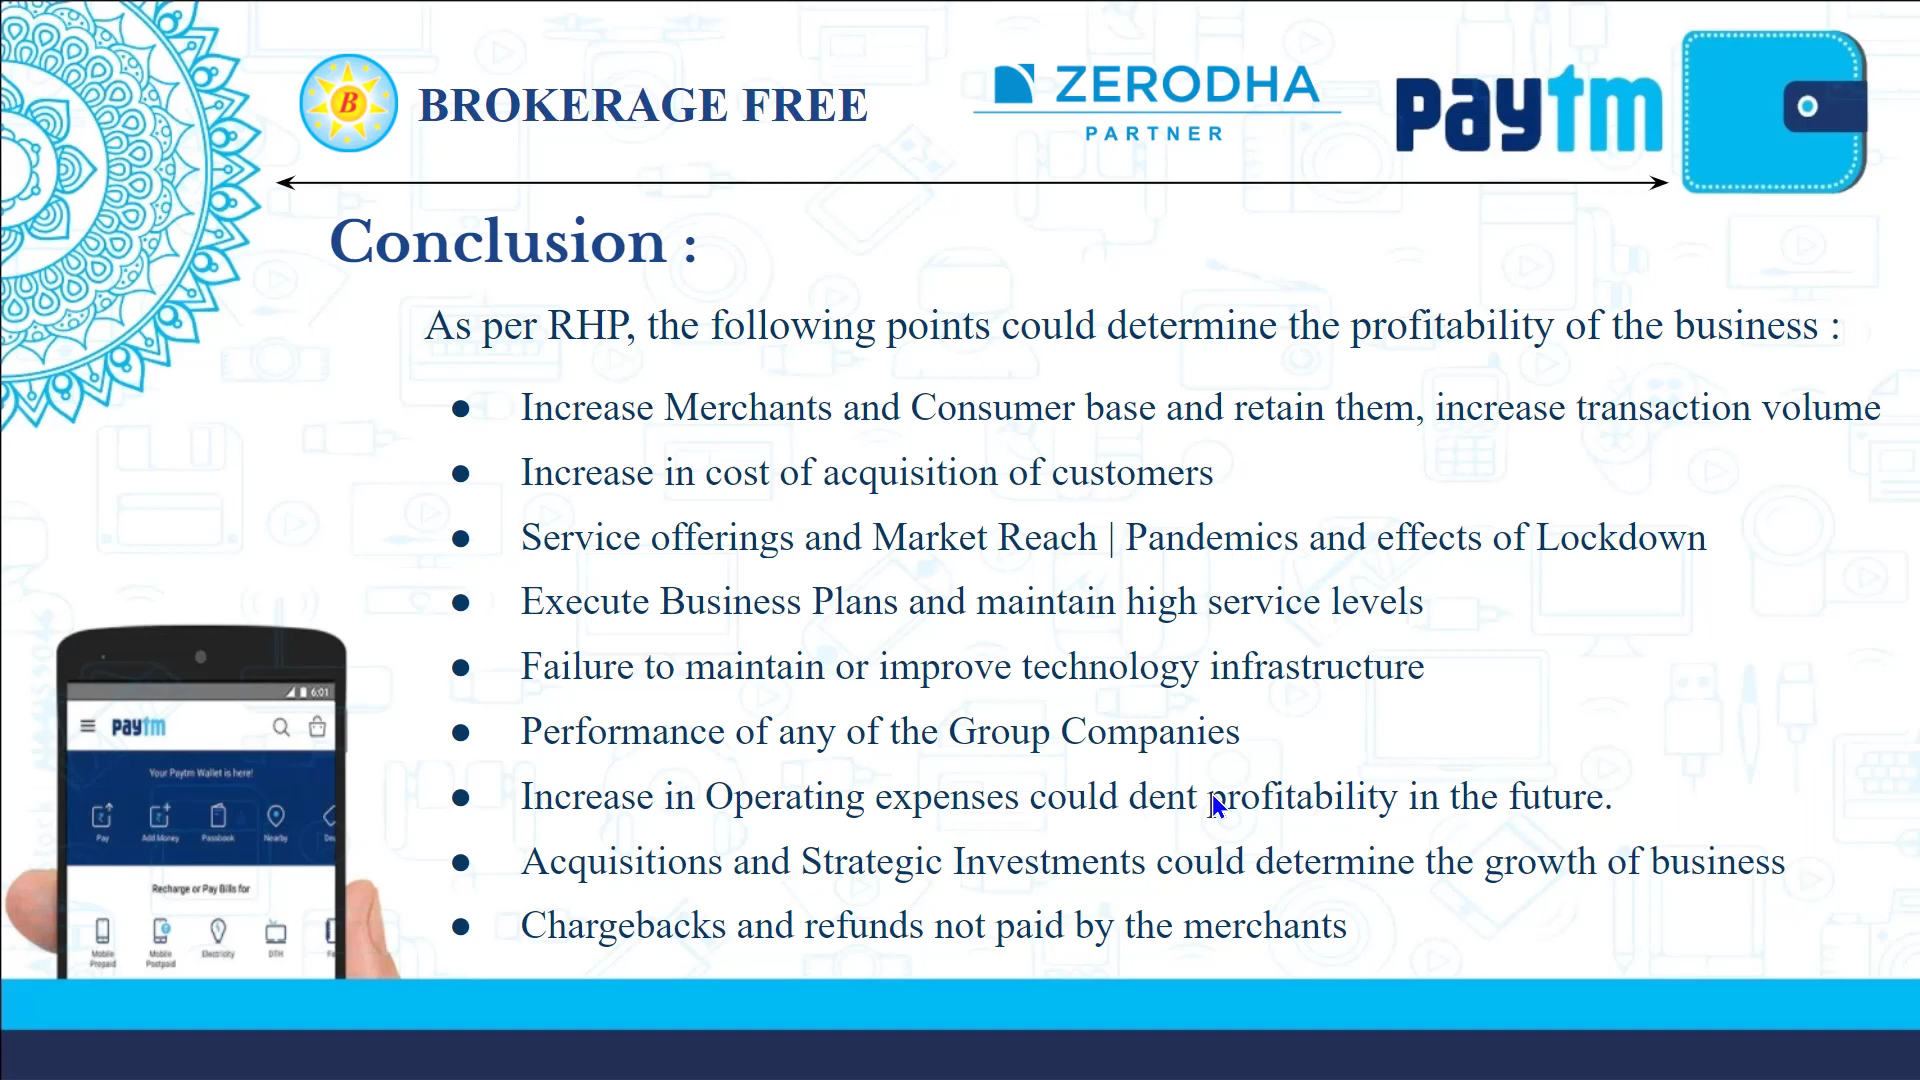 B BROKERAGE FREE
ZERODHA
PARTNER
paytm
Conclusion :
As per RHP, the following points could determine the profitability of the business :
● Increase Merchants and Consumer base and retain them, increase transaction volume
● Increase in cost of acquisition of customers
● Service offerings and Market Reach | Pandemics and effects of Lockdown
● Execute Business Plans and maintain high service levels
● Failure to maintain or improve technology infrastructure
● Performance of any of the Group Companies
● Increase in Operating expenses could dent profitability in the future.
● Acquisitions and Strategic Investments could determine the growth of business
● Chargebacks and refunds not paid by the merchants
6:01
paytm
Your Paytm Wallet is here!
Pay Add Money Passbook Nearby
Recharge or Pay Bills for
Mobile Prepaid Mobile Postpaid Electricity DTH